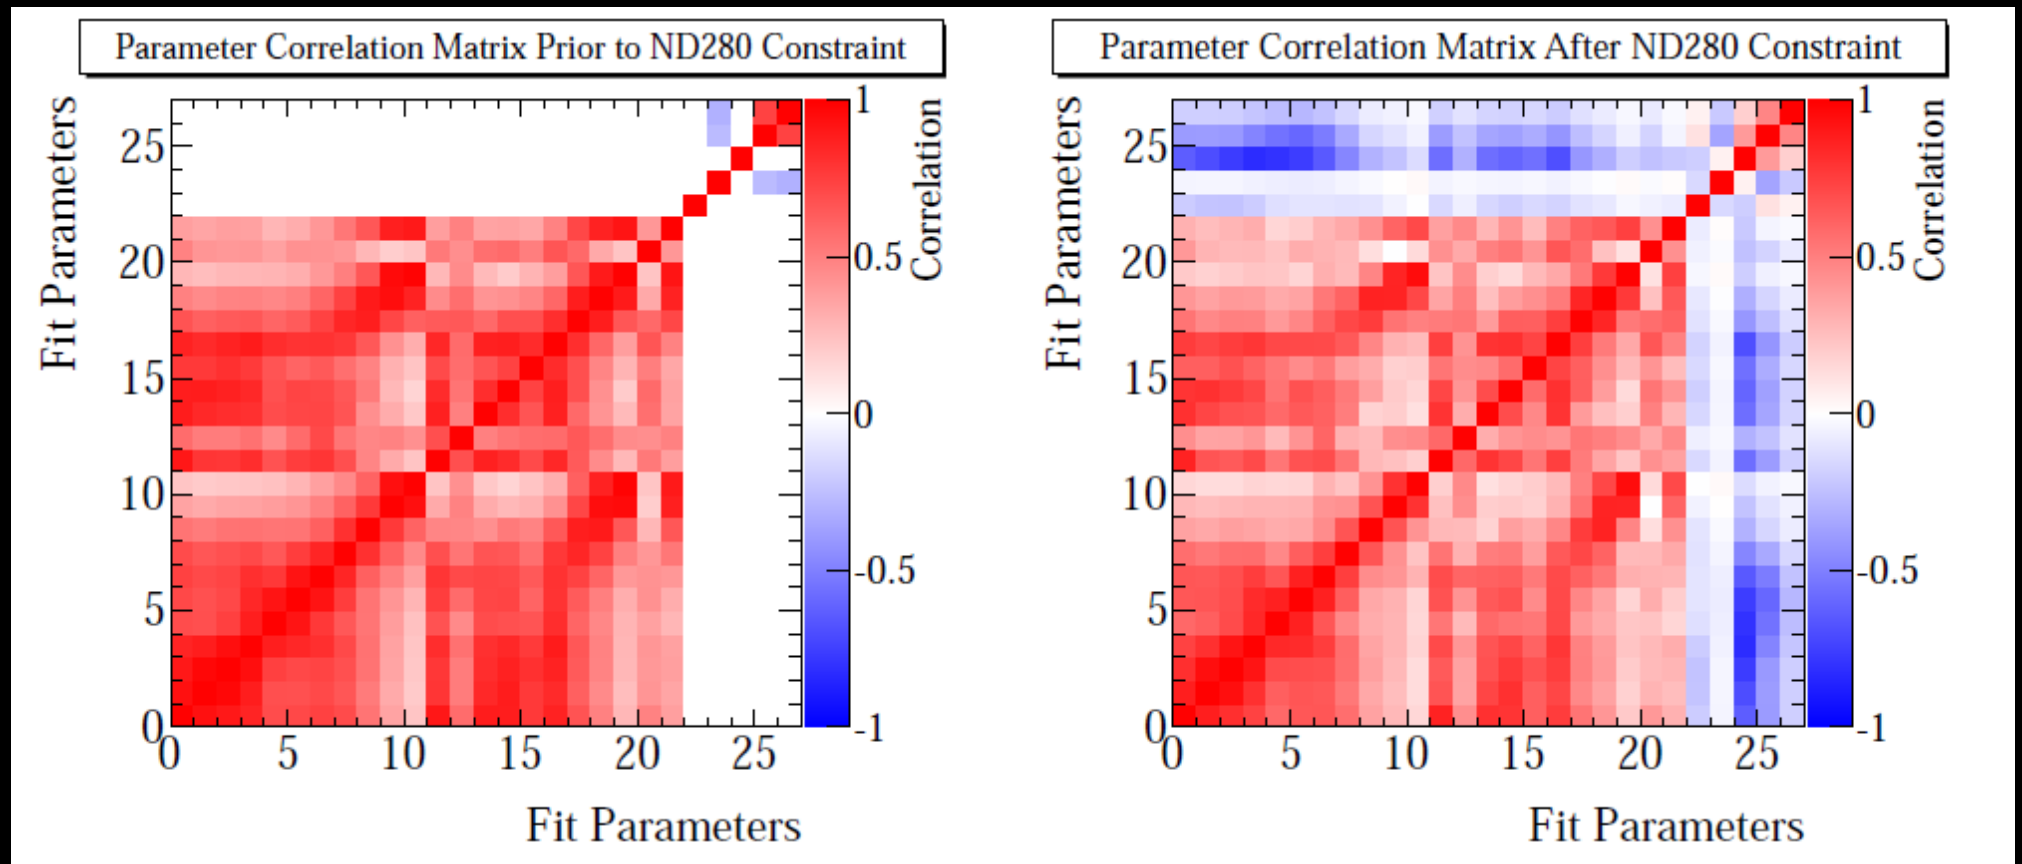 Parameter Correlation Matrix Prior to ND280 Constraint
Fit Parameters
25
20
15
10
5
0
0 5 10 15 20 25
Fit Parameters
1
0.5
0
-0.5
-1
Correlation
Parameter Correlation Matrix After ND280 Constraint
Fit Parameters
25
20
15
10
5
0
0 5 10 15 20 25
Fit Parameters
1
0.5
0
-0.5
-1
Correlation